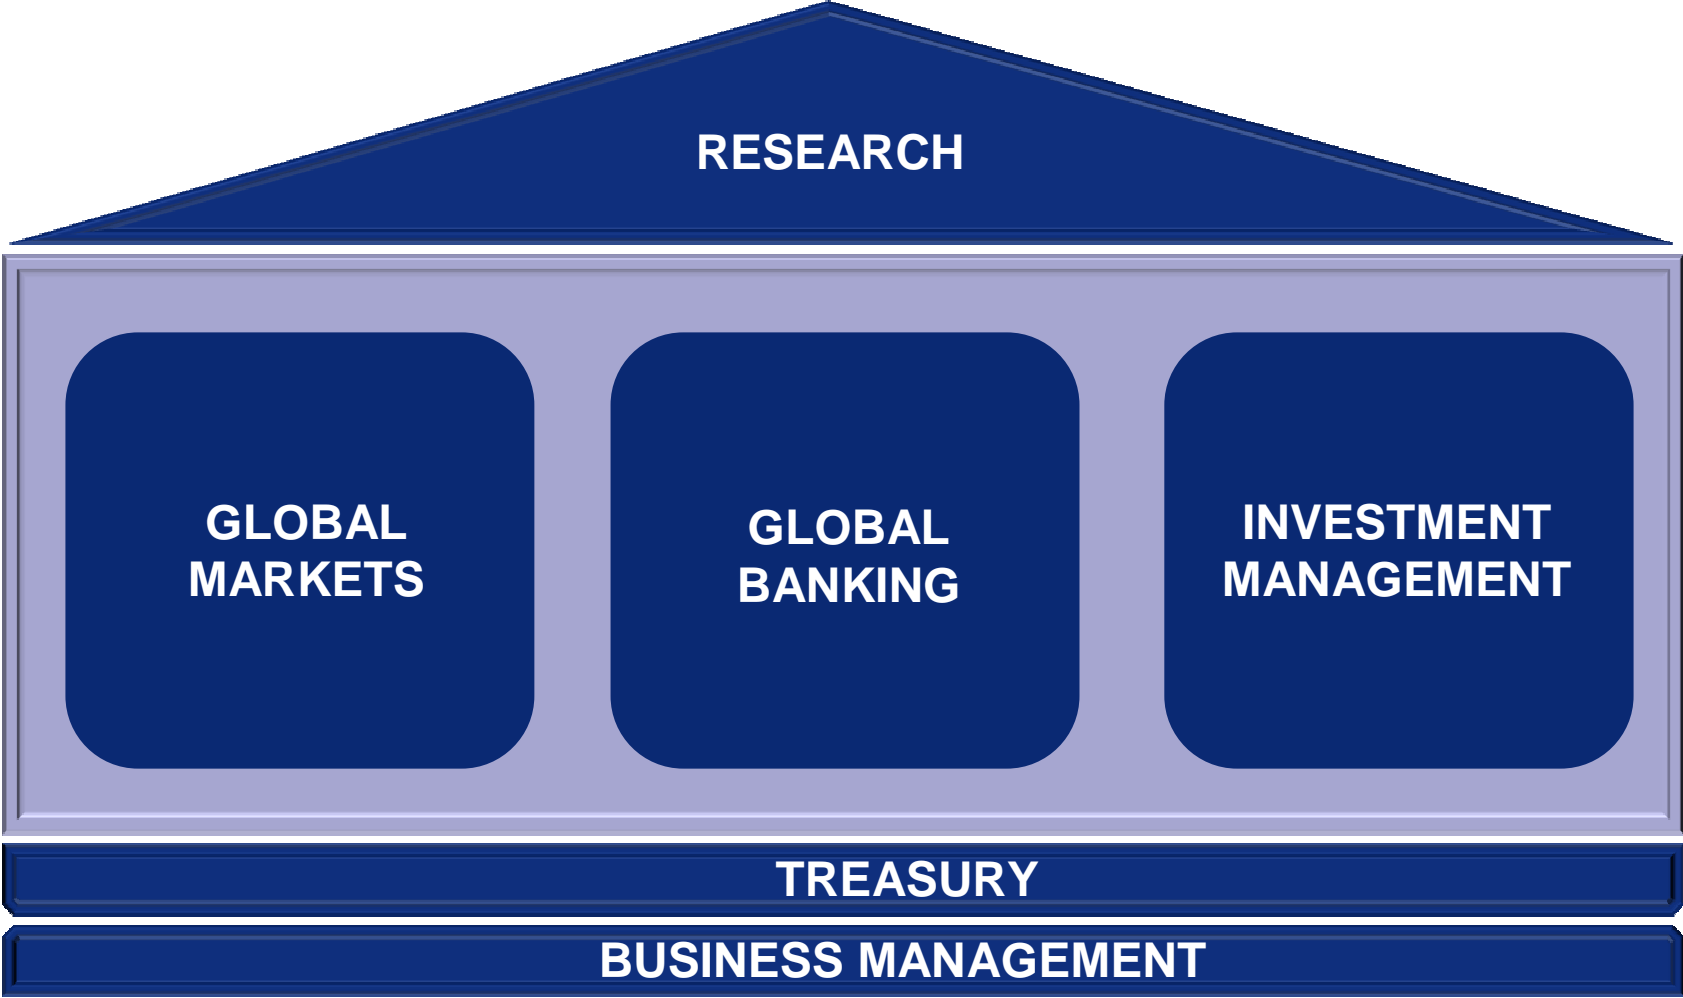 RESEARCH
GLOBAL
MARKETS
GLOBAL
BANKING
INVESTMENT
MANAGEMENT
TREASURY
BUSINESS MANAGEMENT